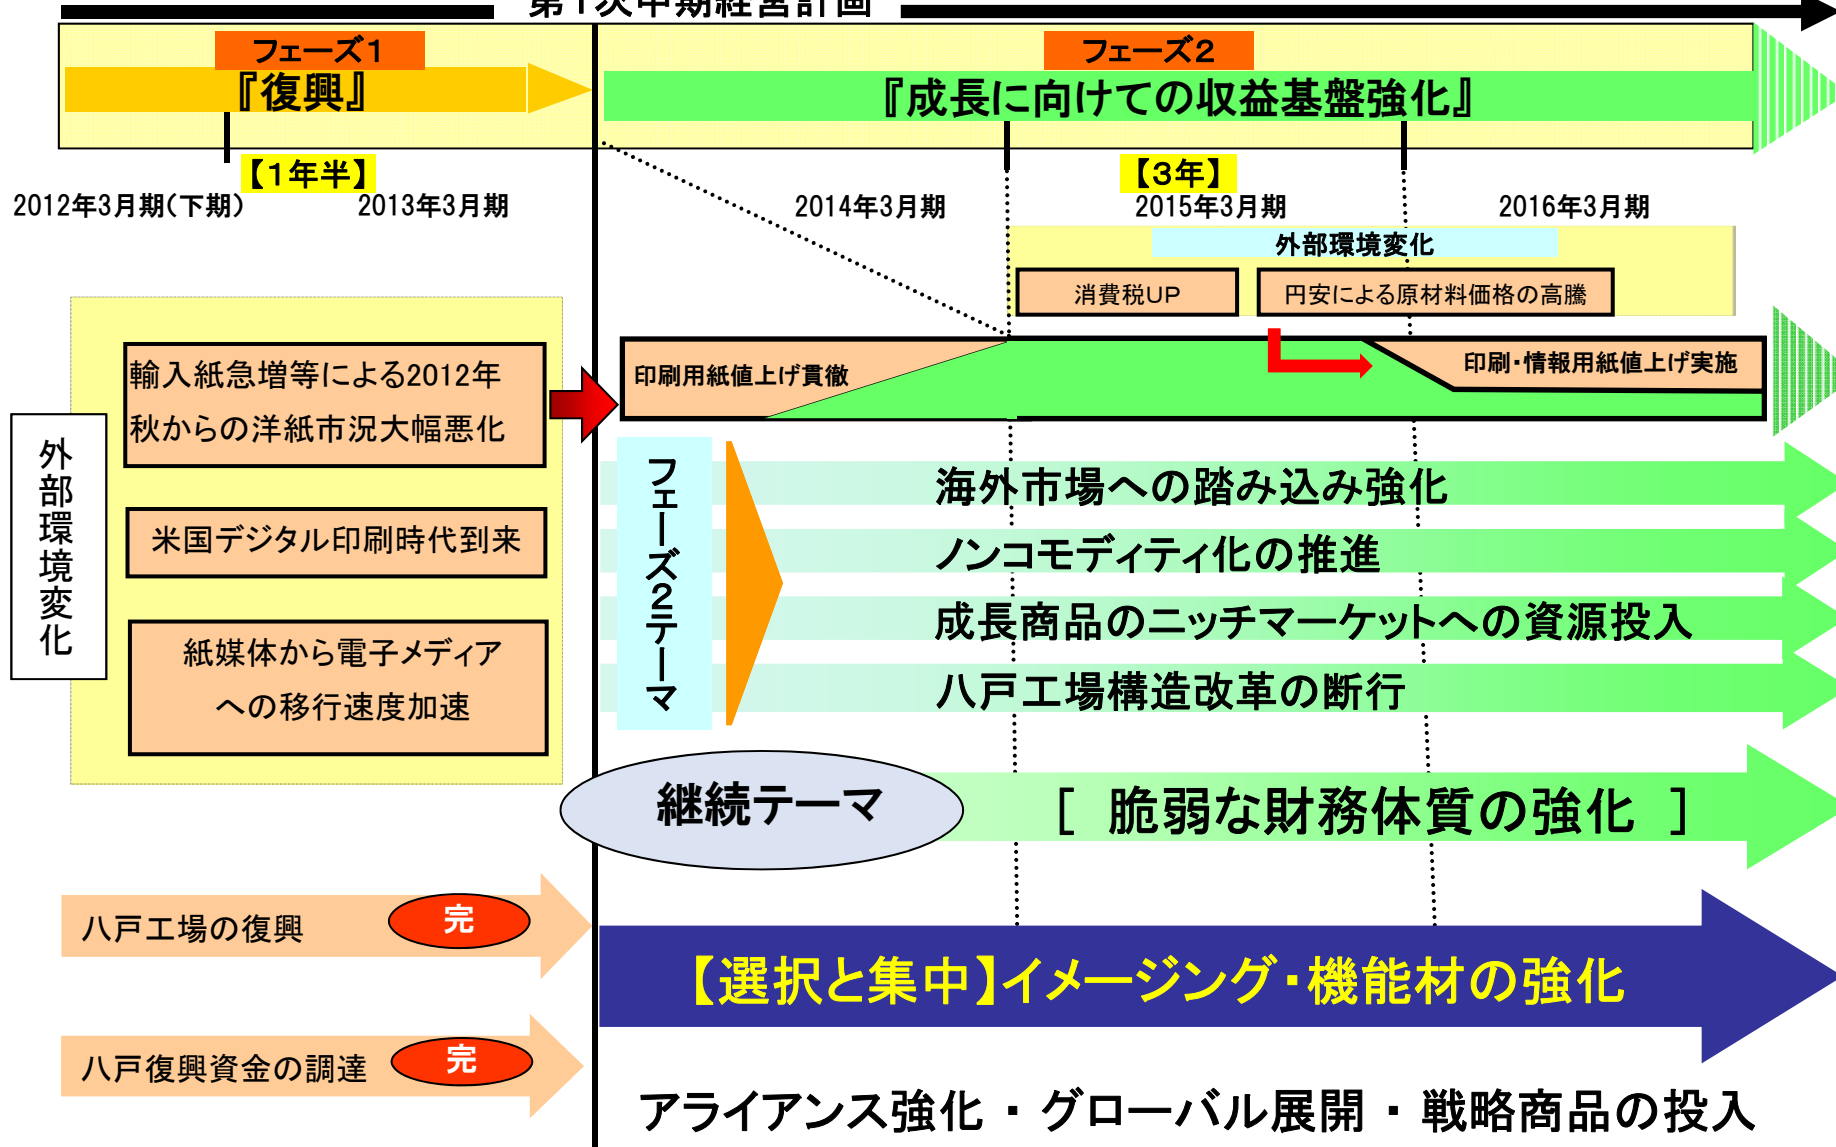 第1次中期経営計画
フェーズ1
『復興』
フェーズ2
『成長に向けての収益基盤強化』
【1年半】
【3年】
2012年3月期(下期)
2013年3月期
2014年3月期
2015年3月期
2016年3月期
外部環境変化
消費税UP
円安による原材料価格の高騰
外部環境変化
輸入紙急増等による2012年
秋からの洋紙市況大幅悪化
米国デジタル印刷時代到来
紙媒体から電子メディア
への移行速度加速
印刷用紙値上げ貫徹
印刷・情報用紙値上げ実施
フェーズ2テーマ
海外市場への踏み込み強化
ノンコモディティ化の推進
成長商品のニッチマーケットへの資源投入
八戸工場構造改革の断行
継続テーマ
[ 脆弱な財務体質の強化 ]
八戸工場の復興
完
【選択と集中】イメージング・機能材の強化
八戸復興資金の調達
完
アライアンス強化 ・ グローバル展開 ・ 戦略商品の投入